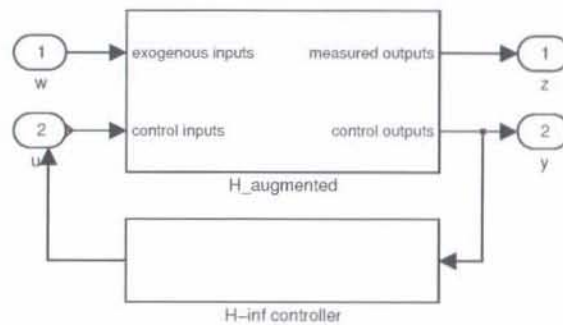 1
w
exogenous inputs
measured outputs
1
z
2
u
control inputs
control outputs
2
y
H_augmented
H-inf controller